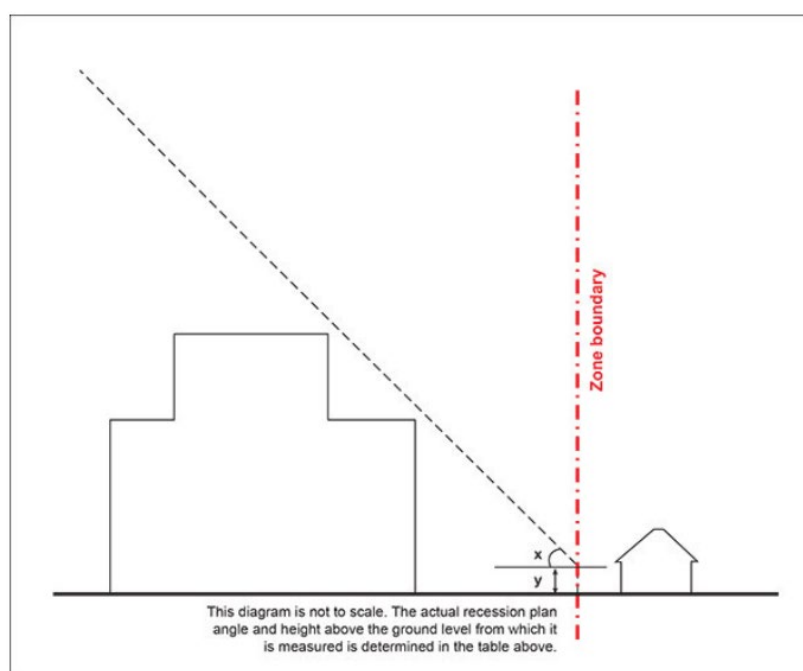 Zone boundary
x
y
This diagram is not to scale. The actual recession plan
angle and height above the ground level from which it
is measured is determined in the table above.